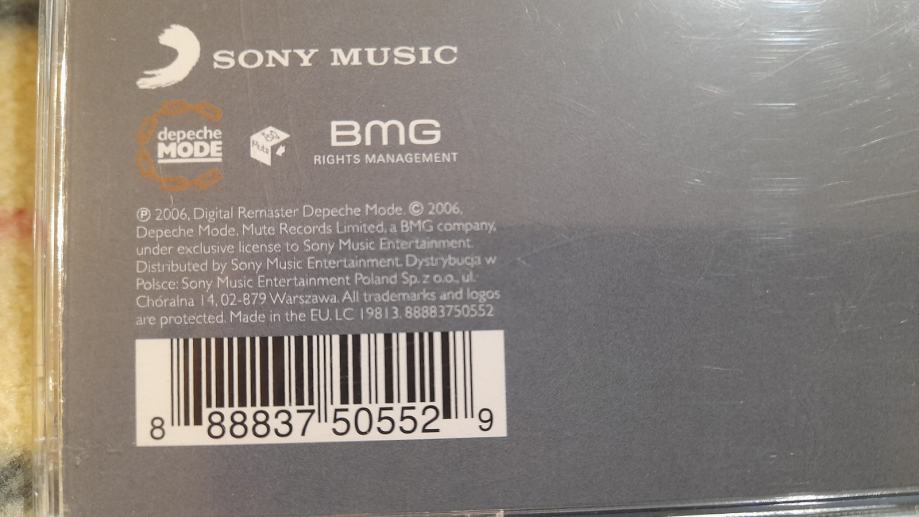 SONY MUSIC
depeche
MODE
Mute
BMG
RIGHTS MANAGEMENT
℗ 2006, Digital Remaster Depeche Mode. © 2006,
Depeche Mode. Mute Records Limited, a BMG company,
under exclusive license to Sony Music Entertainment.
Distributed by Sony Music Entertainment. Dystrybucja w
Polsce: Sony Music Entertainment Poland Sp. z o.o., ul.
Chóralna 14, 02-879 Warszawa. All trademarks and logos
are protected. Made in the EU. LC 19813. 88883750552
8 88837 50552 9